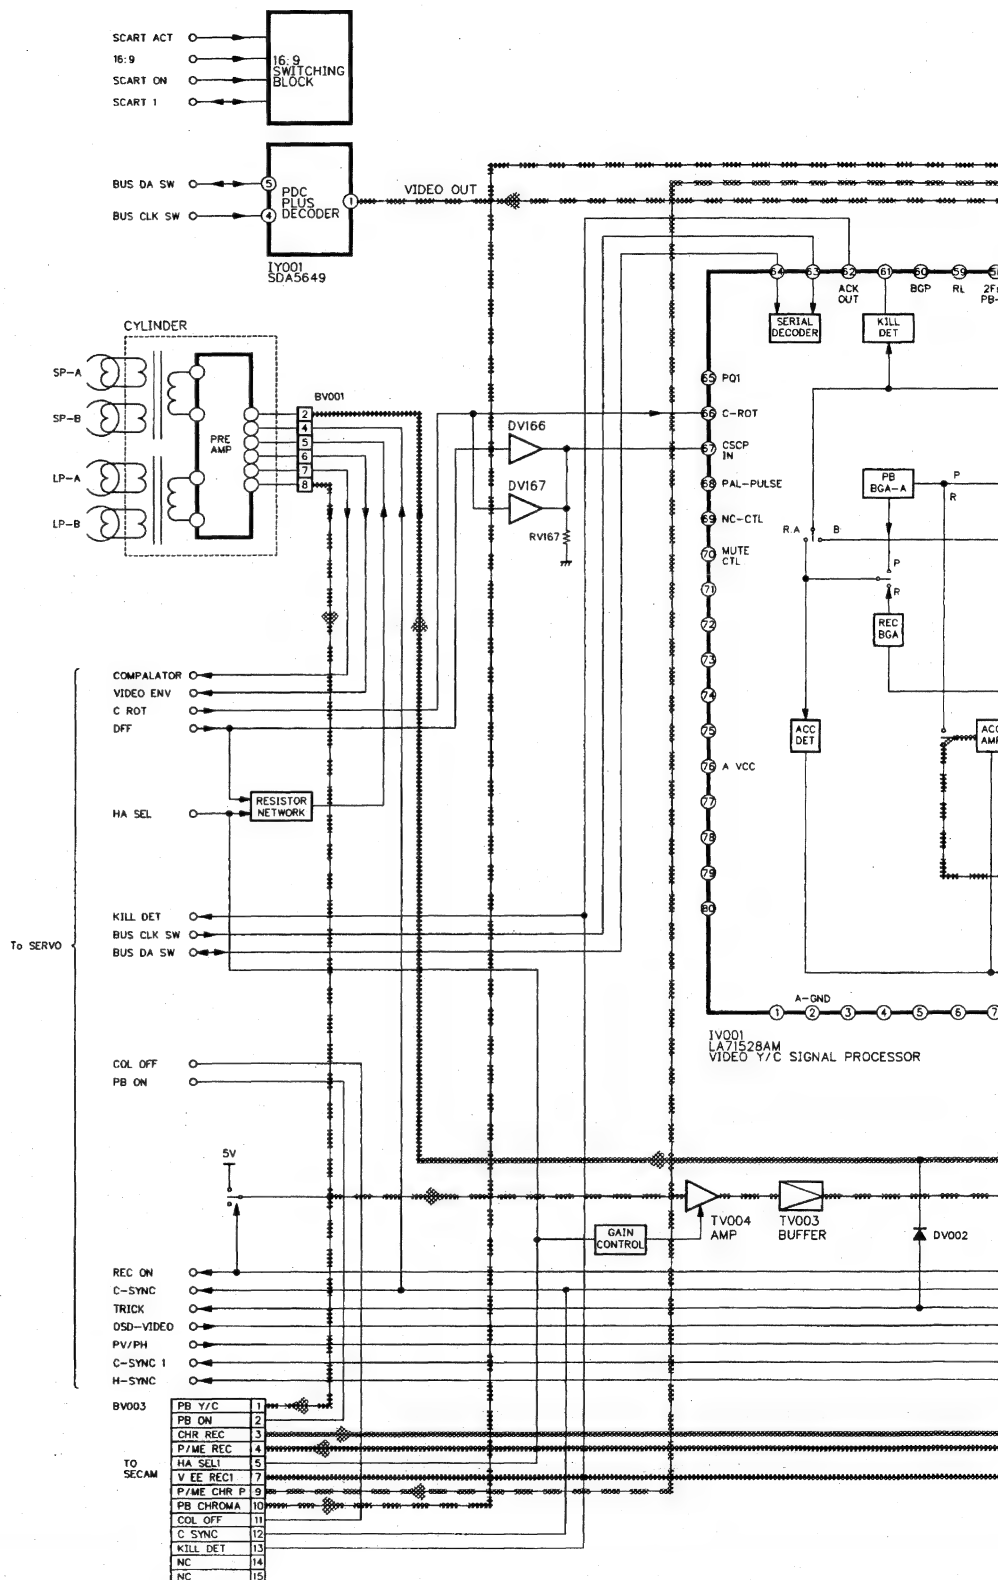 SCART ACT
16:9
SCART ON
SCART 1
16:9
SWITCHING
BLOCK
BUS DA SW
BUS CLK SW
5
4
PDC
PLUS
DECODER
1
VIDEO OUT
IY001
SDA5649
64
63
62
61
60
59
ACK
OUT
BGP
RL
SERIAL
DECODER
KILL
DET
CYLINDER
SP-A
SP-B
LP-A
LP-B
PRE
AMP
BV001
2
4
5
6
7
8
DV166
DV167
RV167
65 PQ1
66 C-ROT
67 CSCP
IN
68 PAL-PULSE
69 NC-CTL
70 MUTE
CTL
71
72
73
74
75
76 A VCC
77
78
79
80
PB
BGA-A
P
R
R.A
B
P
R
REC
BGA
ACC
DET
To SERVO
COMPALATOR
VIDEO ENV
C ROT
DFF
HA SEL
RESISTOR
NETWORK
KILL DET
BUS CLK SW
BUS DA SW
A-GND
1
2
3
4
5
6
7
IV001
LA71528AM
VIDEO Y/C SIGNAL PROCESSOR
COL OFF
PB ON
5V
GAIN
CONTROL
TV004
AMP
TV003
BUFFER
DV002
REC ON
C-SYNC
TRICK
OSD-VIDEO
PV/PH
C-SYNC 1
H-SYNC
BV003
TO
SECAM
PB Y/C 1
PB ON 2
CHR REC 3
P/ME REC 4
HA SEL1 5
V EE REC1 7
P/ME CHR P 9
PB CHROMA 10
COL OFF 11
C SYNC 12
KILL DET 13
NC 14
NC 15